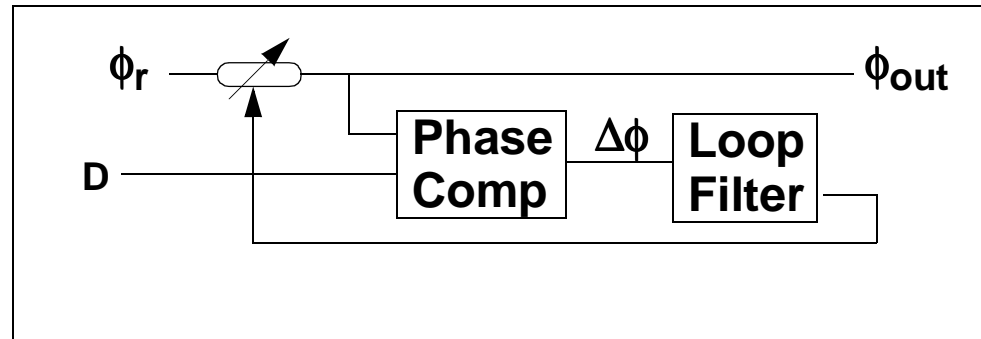 ϕr
ϕout
Phase
Comp
Δϕ
Loop
Filter
D